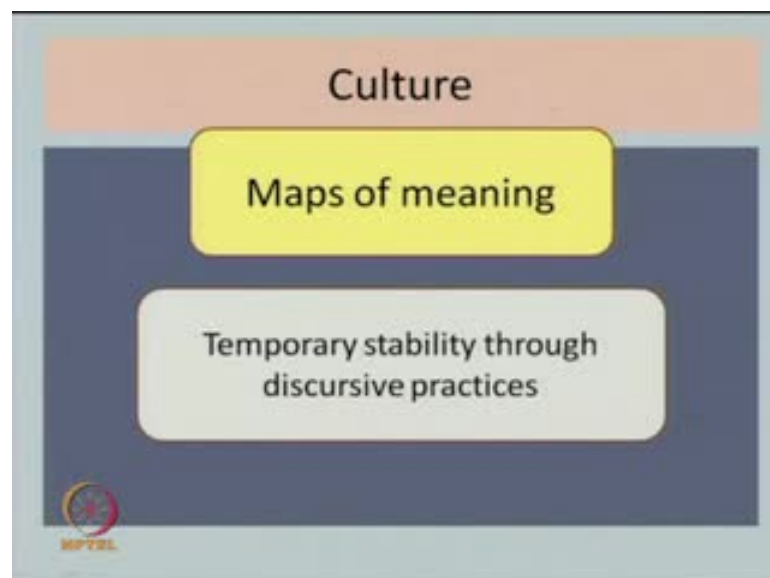 Culture
Maps of meaning
Temporary stability through
discursive practices
NPTEL